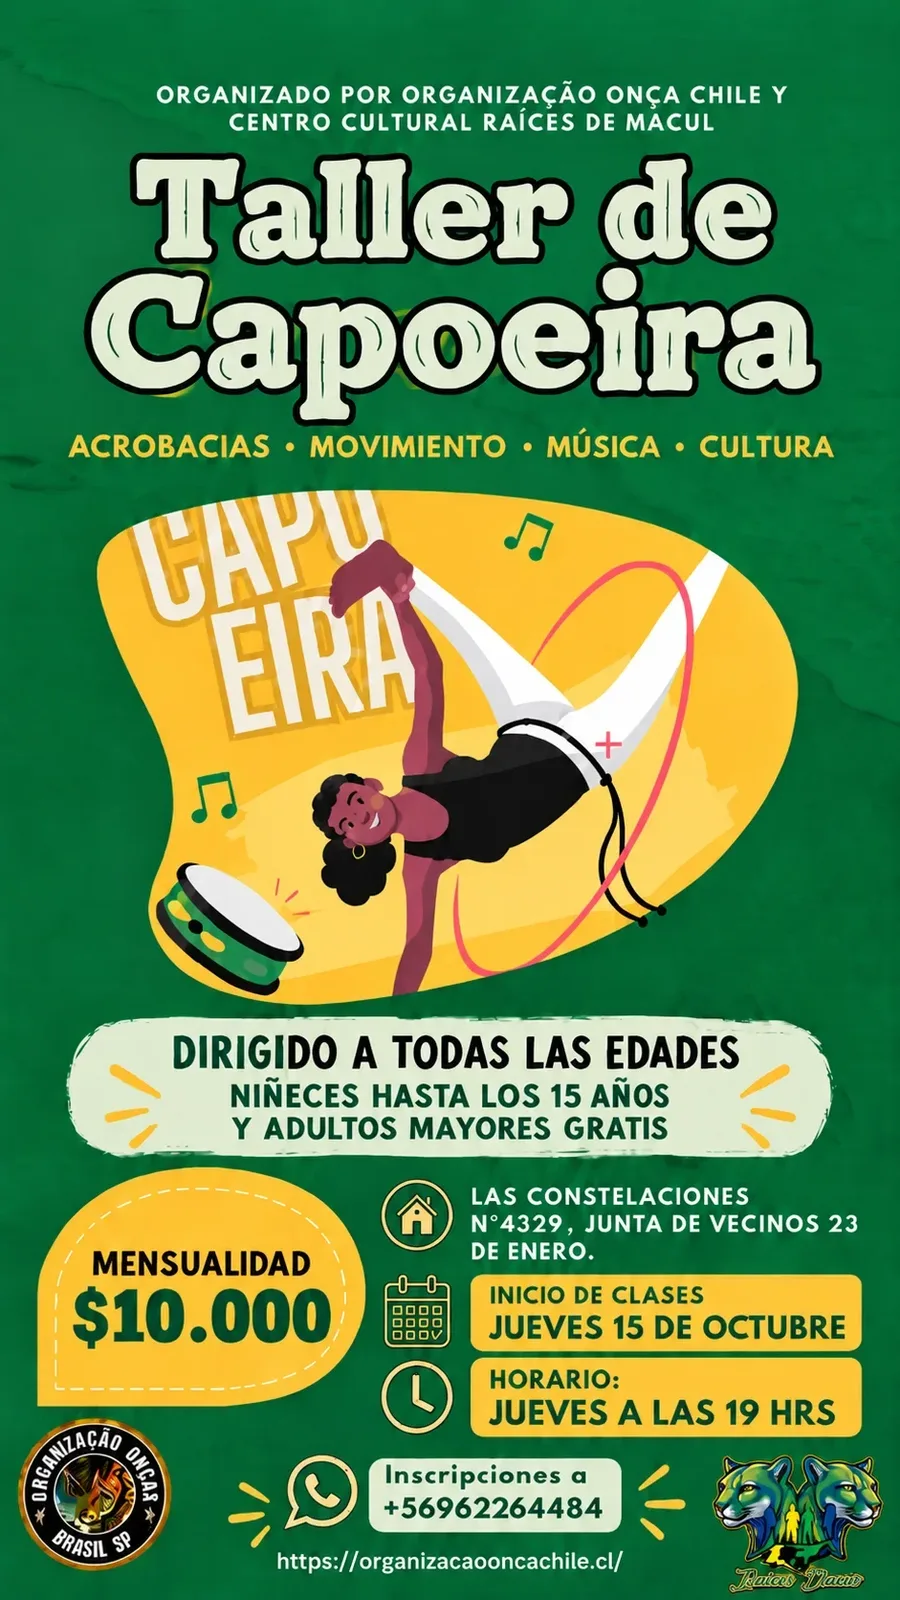 ORGANIZADO POR ORGANIZAÇÃO ONÇA CHILE Y
CENTRO CULTURAL RAÍCES DE MACUL
Taller de
Capoeira
ACROBACIAS • MOVIMIENTO • MÚSICA • CULTURA
CAPO
EIRA
DIRIGIDO A TODAS LAS EDADES
NIÑECES HASTA LOS 15 AÑOS
Y ADULTOS MAYORES GRATIS
MENSUALIDAD
$10.000
LAS CONSTELACIONES
N°4329, JUNTA DE VECINOS 23
DE ENERO.
INICIO DE CLASES
JUEVES 15 DE OCTUBRE
HORARIO:
JUEVES A LAS 19 HRS
ORGANIZAÇÃO ONÇAS
BRASIL SP
Inscripciones a
+56962264484
https://organizacaooncachile.cl/
Raíces Macul